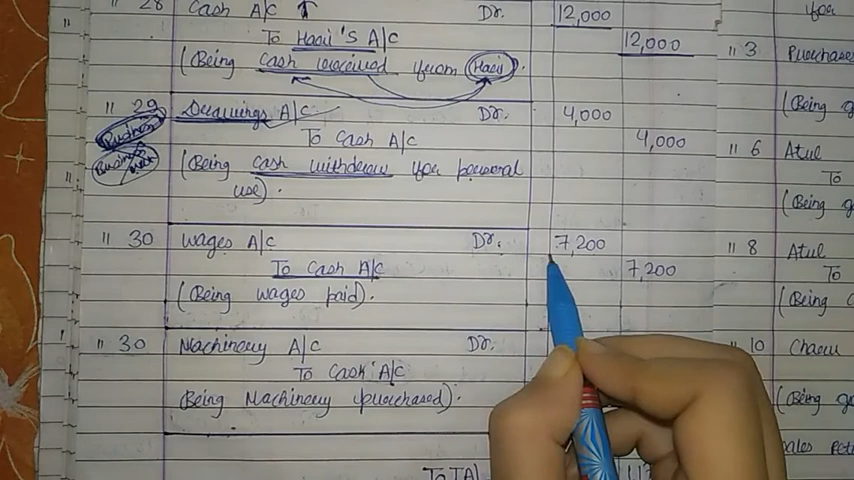 " 28 Cash A/c Dr. 12,000
To Hari'S A/c 12,000
(Being cash received from Hari).
" 29 Drawings A/c Dr. 4,000
To Cash A/c 4,000
(Being cash withdrew for personal
use).
" 30 Wages A/c Dr. 7,200
To Cash A/c 7,200
(Being wages paid).
" 30 Machinery A/c Dr.
To Cash A/c
(Being Machinery purchased).
TOTAL
for
" 3 Purchase
(Being g
" 6 Atul
To
(Being g
" 8 Atul
To
(Being
" 10
(Being go